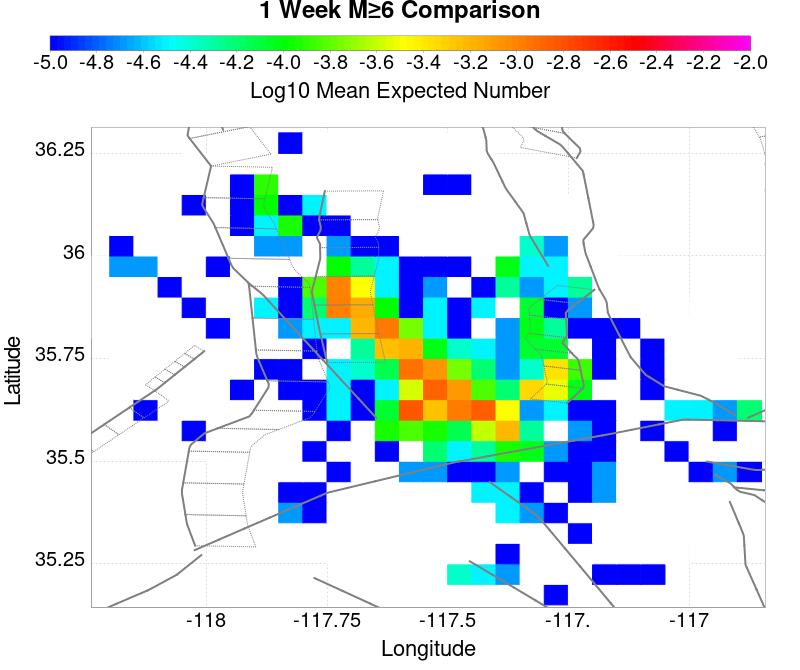 1 Week M≥6 Comparison
-5.0 -4.8 -4.6 -4.4 -4.2 -4.0 -3.8 -3.6 -3.4 -3.2 -3.0 -2.8 -2.6 -2.4 -2.2 -2.0
Log10 Mean Expected Number
36.25
36
35.75
35.5
35.25
Latitude
-118 -117.75 -117.5 -117. -117
Longitude